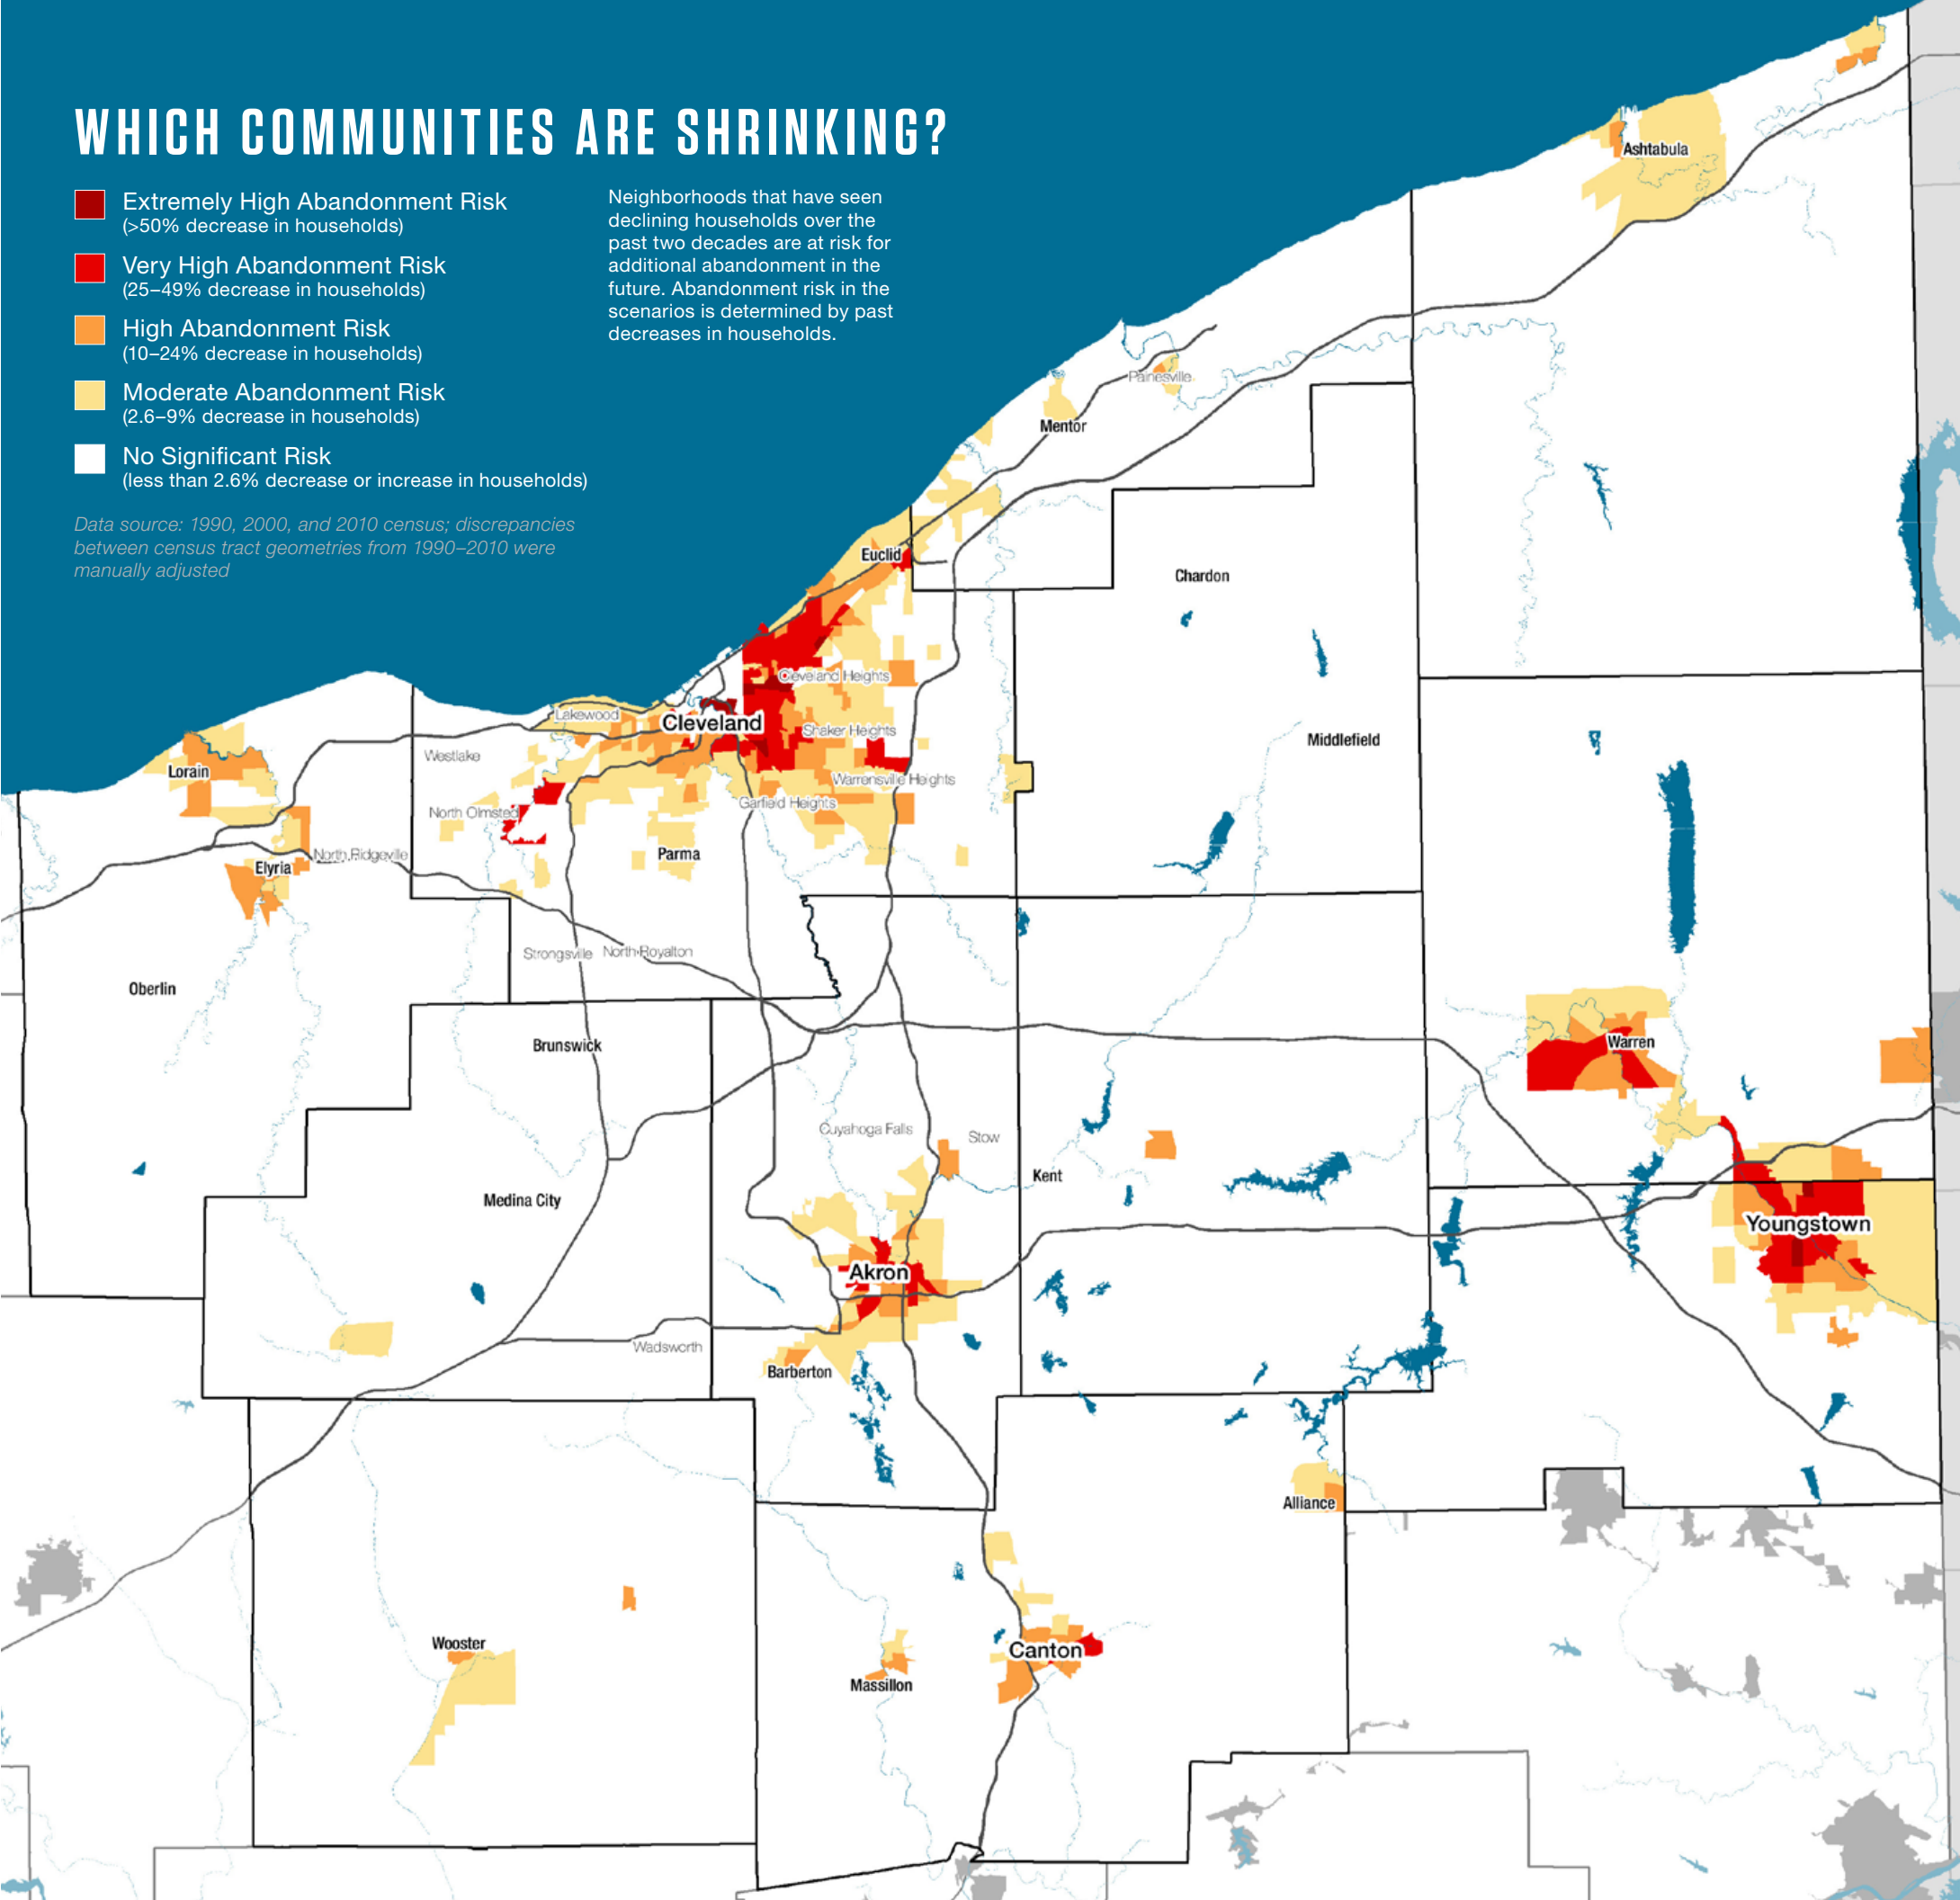 WHICH COMMUNITIES ARE SHRINKING?
Extremely High Abandonment Risk
(>50% decrease in households)
Very High Abandonment Risk
(25–49% decrease in households)
High Abandonment Risk
(10–24% decrease in households)
Moderate Abandonment Risk
(2.6–9% decrease in households)
No Significant Risk
(less than 2.6% decrease or increase in households)
Data source: 1990, 2000, and 2010 census; discrepancies
between census tract geometries from 1990–2010 were
manually adjusted
Neighborhoods that have seen
declining households over the
past two decades are at risk for
additional abandonment in the
future. Abandonment risk in the
scenarios is determined by past
decreases in households.
Ashtabula
Painesville
Mentor
Euclid
Chardon
Cleveland Heights
Lakewood
Cleveland
Shaker Heights
Middlefield
Westlake
Lorain
Warrensville Heights
Garfield Heights
North Olmsted
Parma
North Ridgeville
Elyria
Strongsville
North Royalton
Oberlin
Brunswick
Warren
Cuyahoga Falls
Stow
Kent
Medina City
Youngstown
Akron
Wadsworth
Barberton
Alliance
Wooster
Canton
Massillon